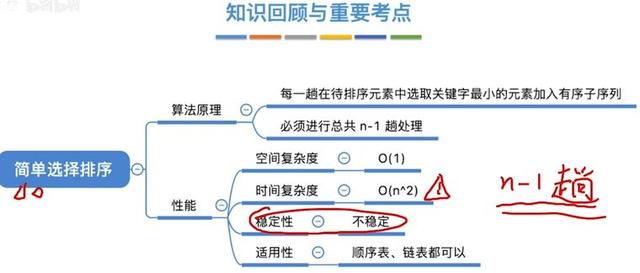 知识回顾与重要考点
每一趟在待排序元素中选取关键字最小的元素加入有序子序列
算法原理
必须进行总共 n-1 趟处理
简单选择排序
空间复杂度 O(1)
时间复杂度 O(n^2)
n-1 趟
性能
稳定性 不稳定
适用性 顺序表、链表都可以